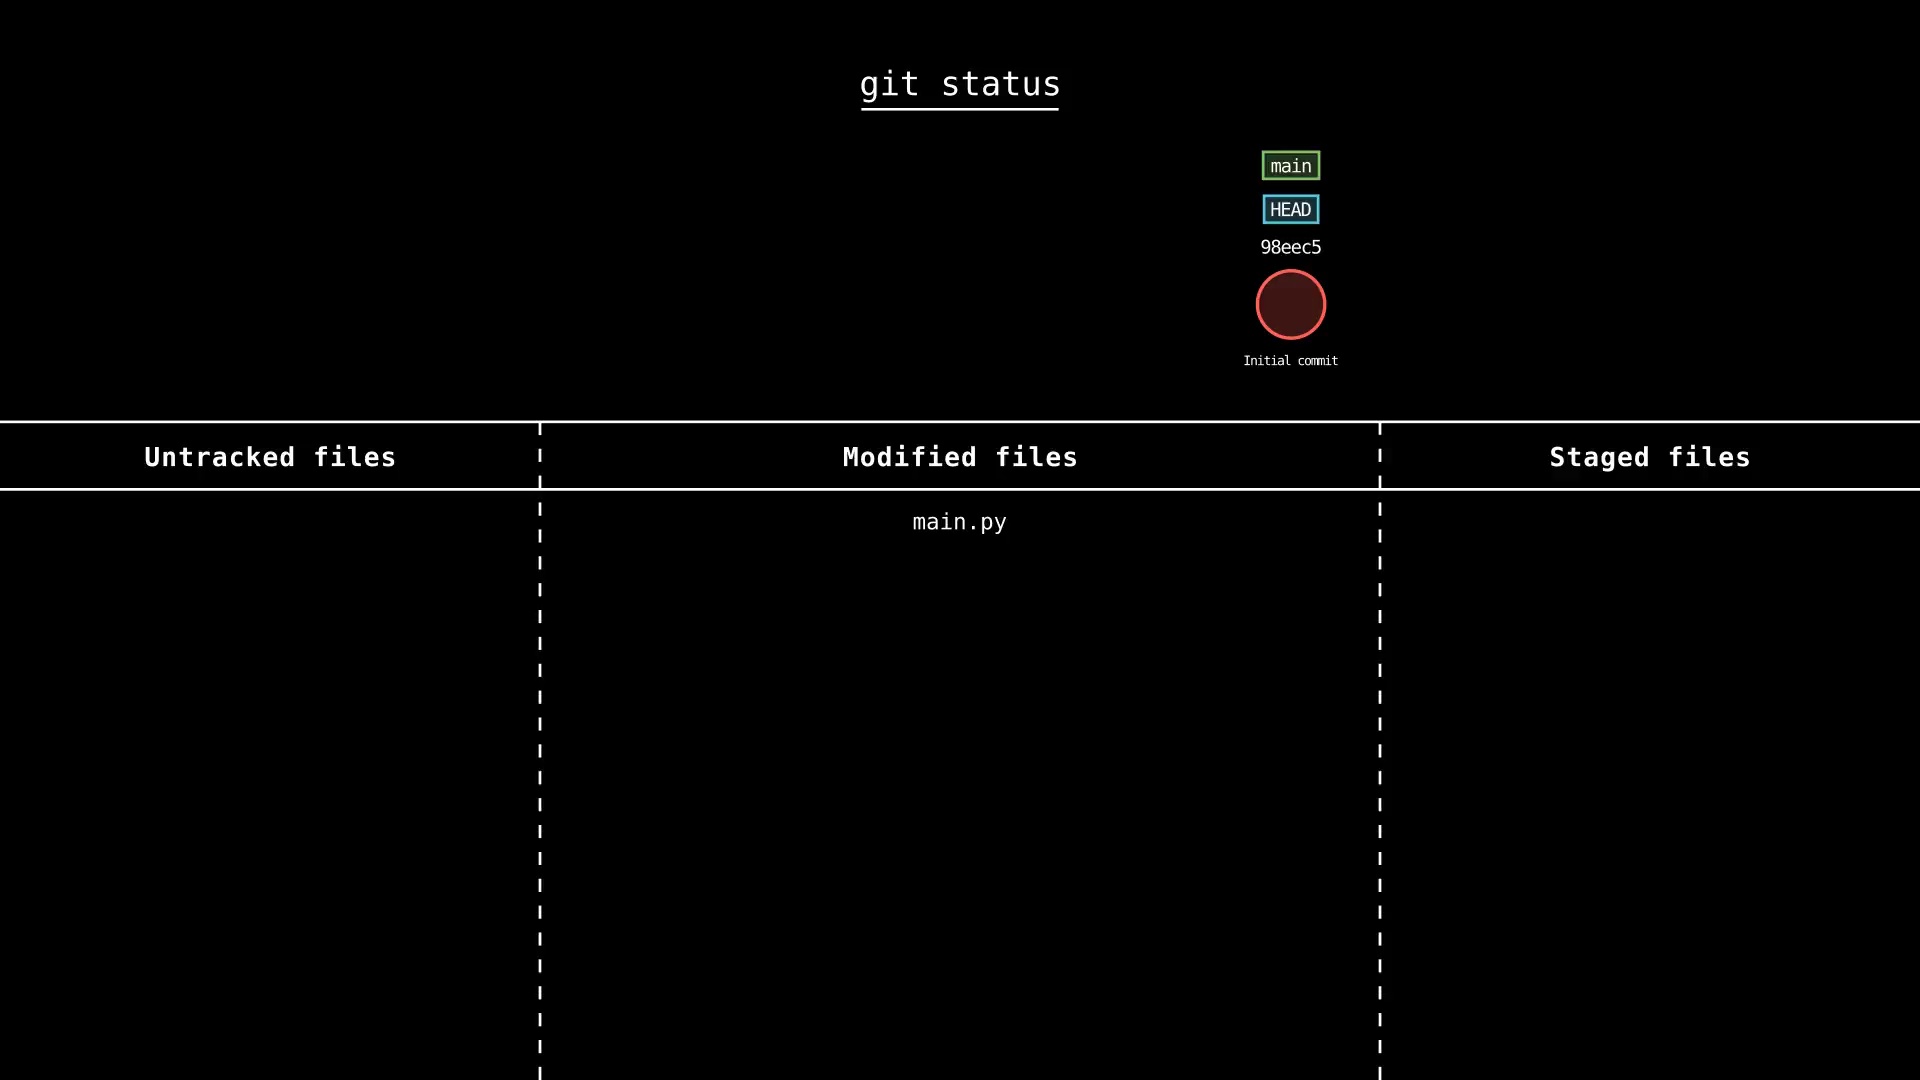 git status
main
HEAD
98eec5
Initial commit
Untracked files
Modified files
Staged files
main.py